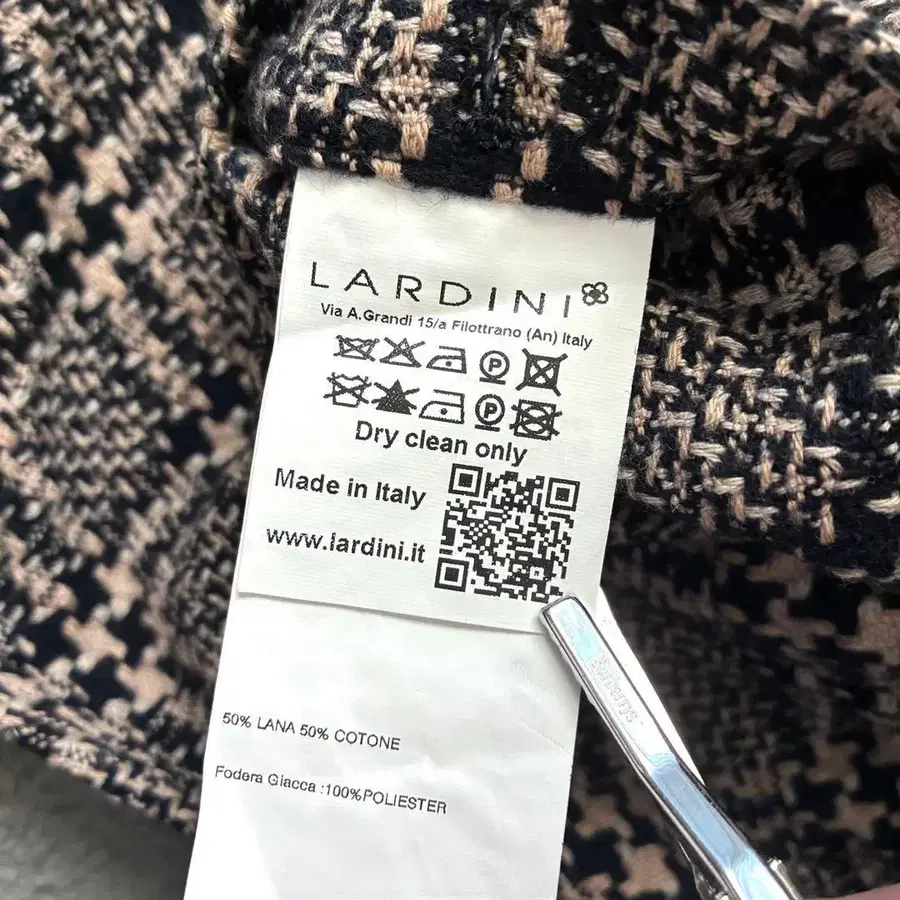 LARDINI
Via A.Grandi 15/a Filottrano (An) Italy
P
P
Dry clean only
Made in Italy
www.lardini.it
Burberrys
50% LANA 50% COTONE
Fodera Giacca :100%POLIESTER